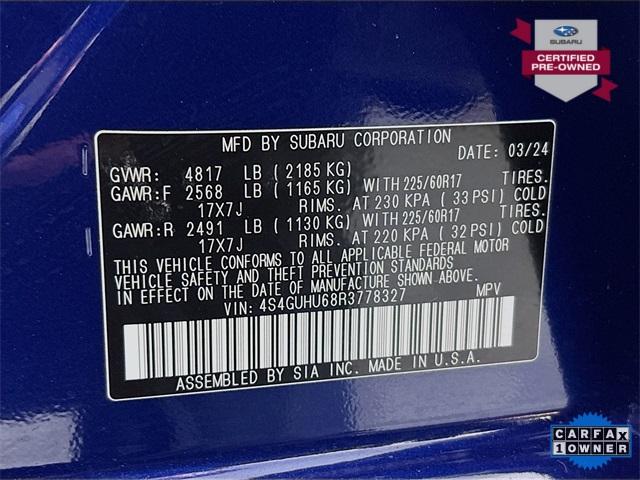 SUBARU
CERTIFIED
PRE-OWNED
MFD BY SUBARU CORPORATION
DATE: 03/24
GVWR: 4817 LB (2185 KG)
GAWR:F 2568 LB (1165 KG) WITH 225/60R17 TIRES.
17X7J RIMS. AT 230 KPA (33 PSI) COLD
GAWR:R 2491 LB (1130 KG) WITH 225/60R17 TIRES.
17X7J RIMS. AT 220 KPA (32 PSI) COLD
THIS VEHICLE CONFORMS TO ALL APPLICABLE FEDERAL MOTOR
VEHICLE SAFETY AND THEFT PREVENTION STANDARDS
IN EFFECT ON THE DATE OF MANUFACTURE SHOWN ABOVE.
VIN: 4S4GUHU68R3778327 MPV
ASSEMBLED BY SIA INC. MADE IN U.S.A.
CARFAX
1 OWNER